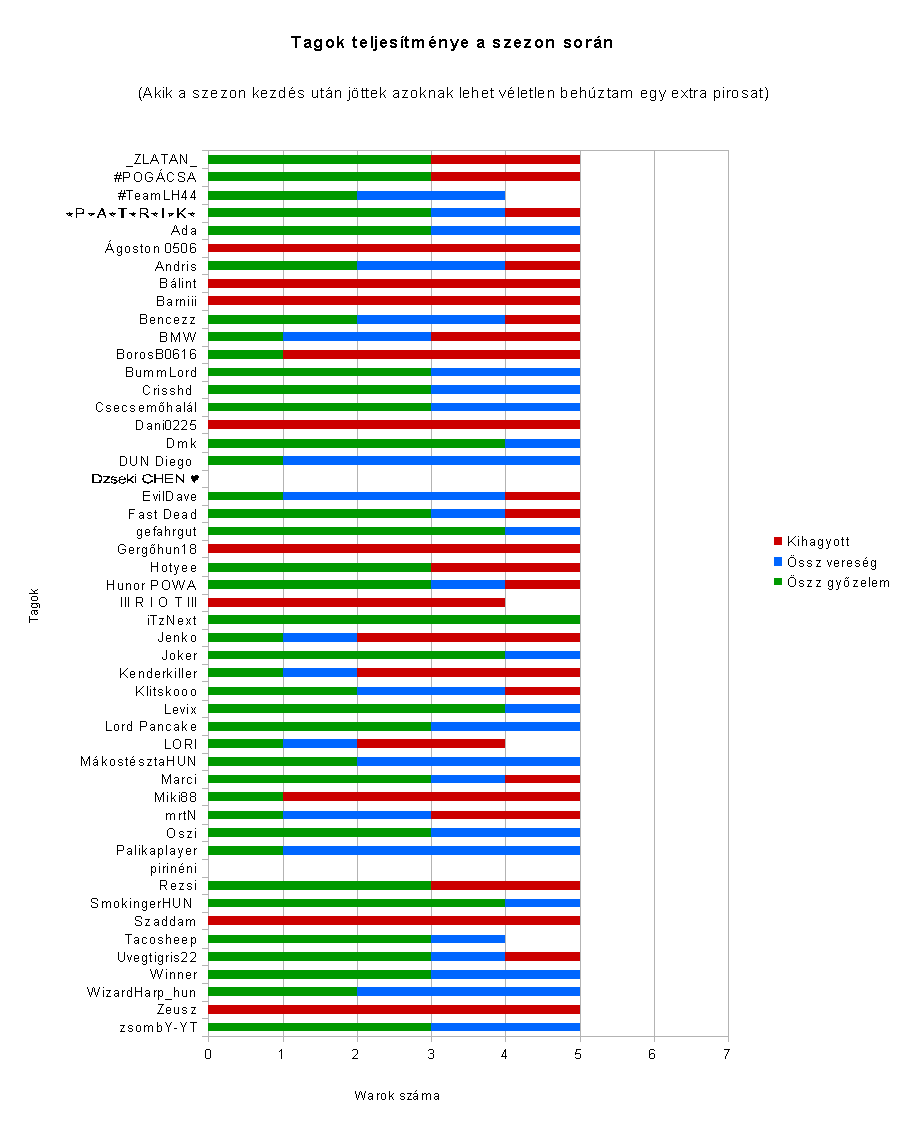 Tagok teljesítménye a szezon során
(Akik a szezon kezdés után jöttek azoknak lehet véletlen behúztam egy extra pirosat)
_ZLATAN_
#POGÁCSA
#TeamLH44
★P★A★T★R★I★K★
Ada
Ágoston 0506
Andris
Bálint
Barniii
Bencezz
BMW
BorosB0616
BummLord
Crisshd
Csecsemőhalál
Dani0225
Dmk
DUN Diego
Dzseki CHEN ♥
EvilDave
Fast Dead
gefahrgut
Gergőhun18
Hotyee
Hunor POWA
III R I O T III
iTzNext
Jenko
Joker
Kenderkiller
Klitskooo
Levix
Lord Pancake
LORI
MákostésztaHUN
Marci
Miki88
mrtN
Oszi
Palikaplayer
pirinéni
Rezsi
SmokingerHUN
Szaddam
Tacosheep
Uvegtigris22
Winner
WizardHarp_hun
Zeusz
zsombY-YT
Tagok
0 1 2 3 4 5 6 7
Warok száma
Kihagyott
Össz vereség
Öszz győzelem